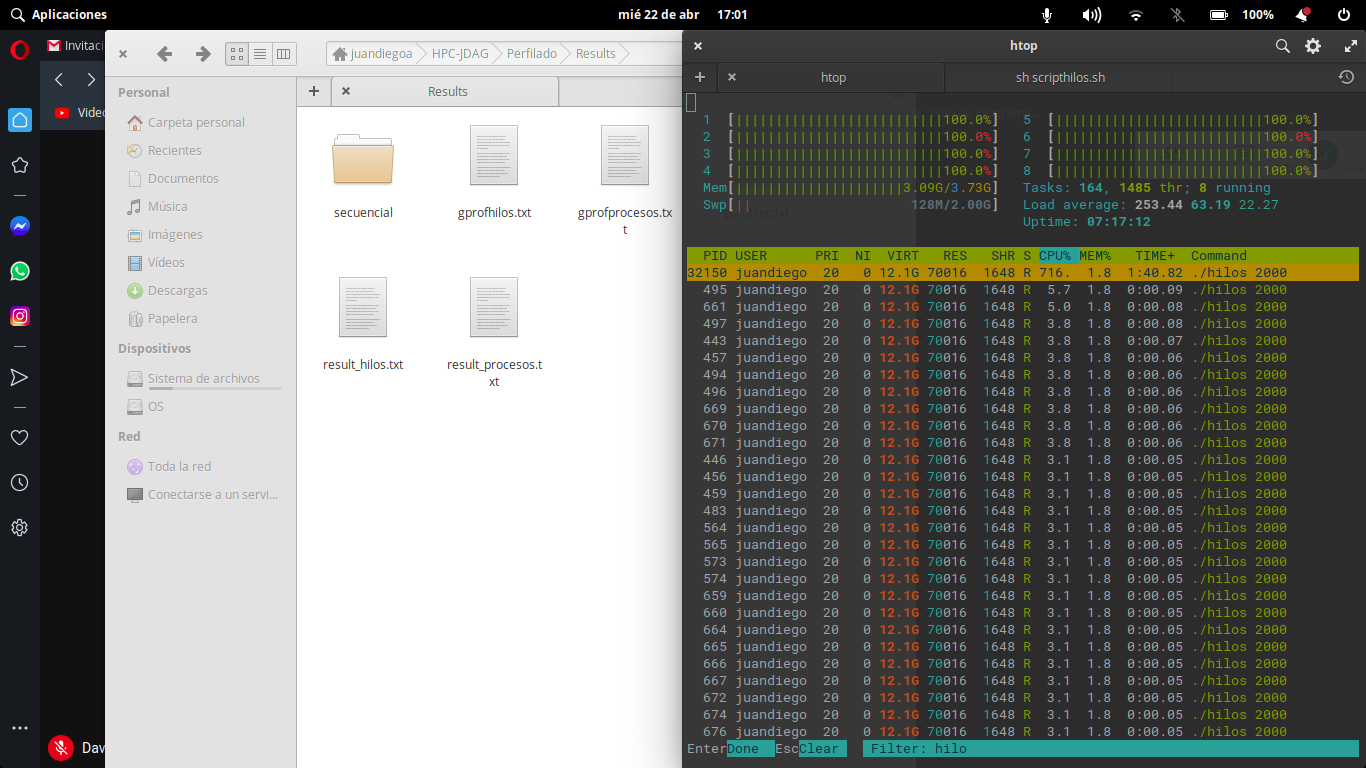 Aplicaciones
mié 22 de abr 17:01
100%
Invitaci
Video
Dav
juandiegoa HPC-JDAG Perfilado Results
Results
Personal
Carpeta personal
Recientes
Documentos
Música
Imágenes
Vídeos
Descargas
Papelera
Dispositivos
Sistema de archivos
OS
Red
Toda la red
Conectarse a un servi...
secuencial
gprofhilos.txt
gprofprocesos.tx
t
result_hilos.txt
result_procesos.t
xt
htop
htop
sh scripthilos.sh
1 [||||||||||||||||||||||||||100.0%] 5 [||||||||||||||||||||||||||100.0%]
2 [||||||||||||||||||||||||||100.0%] 6 [||||||||||||||||||||||||||100.0%]
3 [||||||||||||||||||||||||||100.0%] 7 [||||||||||||||||||||||||||100.0%]
4 [||||||||||||||||||||||||||100.0%] 8 [||||||||||||||||||||||||||100.0%]
Mem[|||||||||||||||||||||3.09G/3.73G] Tasks: 164, 1485 thr; 8 running
Swp[|| 128M/2.00G] Load average: 253.44 63.19 22.27
Uptime: 07:17:12
PID USER PRI NI VIRT RES SHR S CPU% MEM% TIME+ Command
32150 juandiego 20 0 12.1G 70016 1648 R 716. 1.8 1:40.82 ./hilos 2000
495 juandiego 20 0 12.1G 70016 1648 R 5.7 1.8 0:00.09 ./hilos 2000
661 juandiego 20 0 12.1G 70016 1648 R 5.0 1.8 0:00.08 ./hilos 2000
497 juandiego 20 0 12.1G 70016 1648 R 3.8 1.8 0:00.08 ./hilos 2000
443 juandiego 20 0 12.1G 70016 1648 R 3.8 1.8 0:00.07 ./hilos 2000
457 juandiego 20 0 12.1G 70016 1648 R 3.8 1.8 0:00.06 ./hilos 2000
494 juandiego 20 0 12.1G 70016 1648 R 3.8 1.8 0:00.06 ./hilos 2000
496 juandiego 20 0 12.1G 70016 1648 R 3.8 1.8 0:00.06 ./hilos 2000
669 juandiego 20 0 12.1G 70016 1648 R 3.8 1.8 0:00.06 ./hilos 2000
670 juandiego 20 0 12.1G 70016 1648 R 3.8 1.8 0:00.06 ./hilos 2000
671 juandiego 20 0 12.1G 70016 1648 R 3.8 1.8 0:00.06 ./hilos 2000
446 juandiego 20 0 12.1G 70016 1648 R 3.1 1.8 0:00.05 ./hilos 2000
456 juandiego 20 0 12.1G 70016 1648 R 3.1 1.8 0:00.05 ./hilos 2000
459 juandiego 20 0 12.1G 70016 1648 R 3.1 1.8 0:00.05 ./hilos 2000
483 juandiego 20 0 12.1G 70016 1648 R 3.1 1.8 0:00.05 ./hilos 2000
564 juandiego 20 0 12.1G 70016 1648 R 3.1 1.8 0:00.05 ./hilos 2000
565 juandiego 20 0 12.1G 70016 1648 R 3.1 1.8 0:00.05 ./hilos 2000
573 juandiego 20 0 12.1G 70016 1648 R 3.1 1.8 0:00.05 ./hilos 2000
574 juandiego 20 0 12.1G 70016 1648 R 3.1 1.8 0:00.05 ./hilos 2000
659 juandiego 20 0 12.1G 70016 1648 R 3.1 1.8 0:00.05 ./hilos 2000
660 juandiego 20 0 12.1G 70016 1648 R 3.1 1.8 0:00.05 ./hilos 2000
664 juandiego 20 0 12.1G 70016 1648 R 3.1 1.8 0:00.05 ./hilos 2000
665 juandiego 20 0 12.1G 70016 1648 R 3.1 1.8 0:00.05 ./hilos 2000
666 juandiego 20 0 12.1G 70016 1648 R 3.1 1.8 0:00.05 ./hilos 2000
667 juandiego 20 0 12.1G 70016 1648 R 3.1 1.8 0:00.05 ./hilos 2000
672 juandiego 20 0 12.1G 70016 1648 R 3.1 1.8 0:00.05 ./hilos 2000
674 juandiego 20 0 12.1G 70016 1648 R 3.1 1.8 0:00.05 ./hilos 2000
676 juandiego 20 0 12.1G 70016 1648 R 3.1 1.8 0:00.05 ./hilos 2000
EnterDone EscClear Filter: hilo